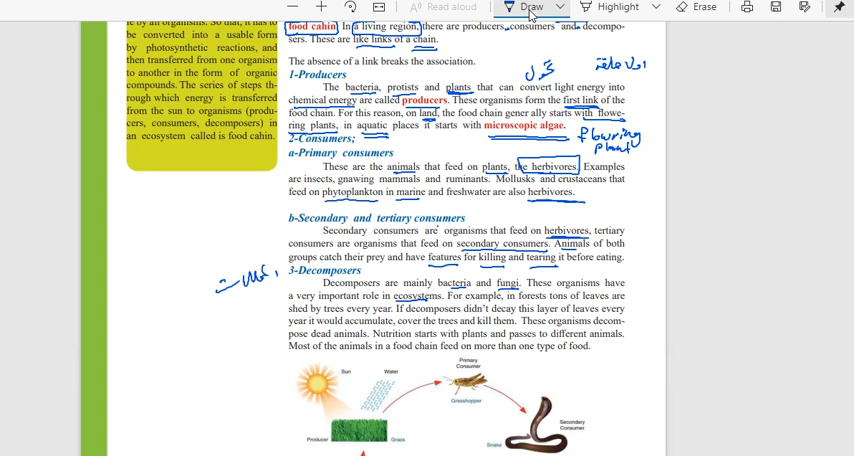 Read aloud
Draw
Highlight
Erase
le by all organisms. So that, it has to
be converted into a usable form
by photosynthetic reactions, and
then transferred from one organism
to another in the form of organic
compounds. The series of steps th-
rough which energy is transferred
from the sun to organisms (produ-
cers, consumers, decomposers) in
an ecosystem called is food cahin.
food cahin. In a living region, there are producers, consumers and decompo-
sers. These are like links of a chain.
The absence of a link breaks the association.
1-Producers
The bacteria, protists and plants that can convert light energy into
chemical energy are called producers. These organisms form the first link of the
food chain. For this reason, on land, the food chain gener ally starts with flowe-
ring plants, in aquatic places it starts with microscopic algae.
flowring
plant
2-Consumers;
a-Primary consumers
These are the animals that feed on plants, the herbivores. Examples
are insects, gnawing mammals and ruminants. Mollusks and crustaceans that
feed on phytoplankton in marine and freshwater are also herbivores.
b-Secondary and tertiary consumers
Secondary consumers are organisms that feed on herbivores, tertiary
consumers are organisms that feed on secondary consumers. Animals of both
groups catch their prey and have features for killing and tearing it before eating.
3-Decomposers
Decomposers are mainly bacteria and fungi. These organisms have
a very important role in ecosystems. For example, in forests tons of leaves are
shed by trees every year. If decomposers didn't decay this layer of leaves every
year it would accumulate, cover the trees and kill them. These organisms decom-
pose dead animals. Nutrition starts with plants and passes to different animals.
Most of the animals in a food chain feed on more than one type of food.
Sun
Water
Primary
Consumer
Grasshopper
Secondary
Consumer
Producer
Grass
Snake